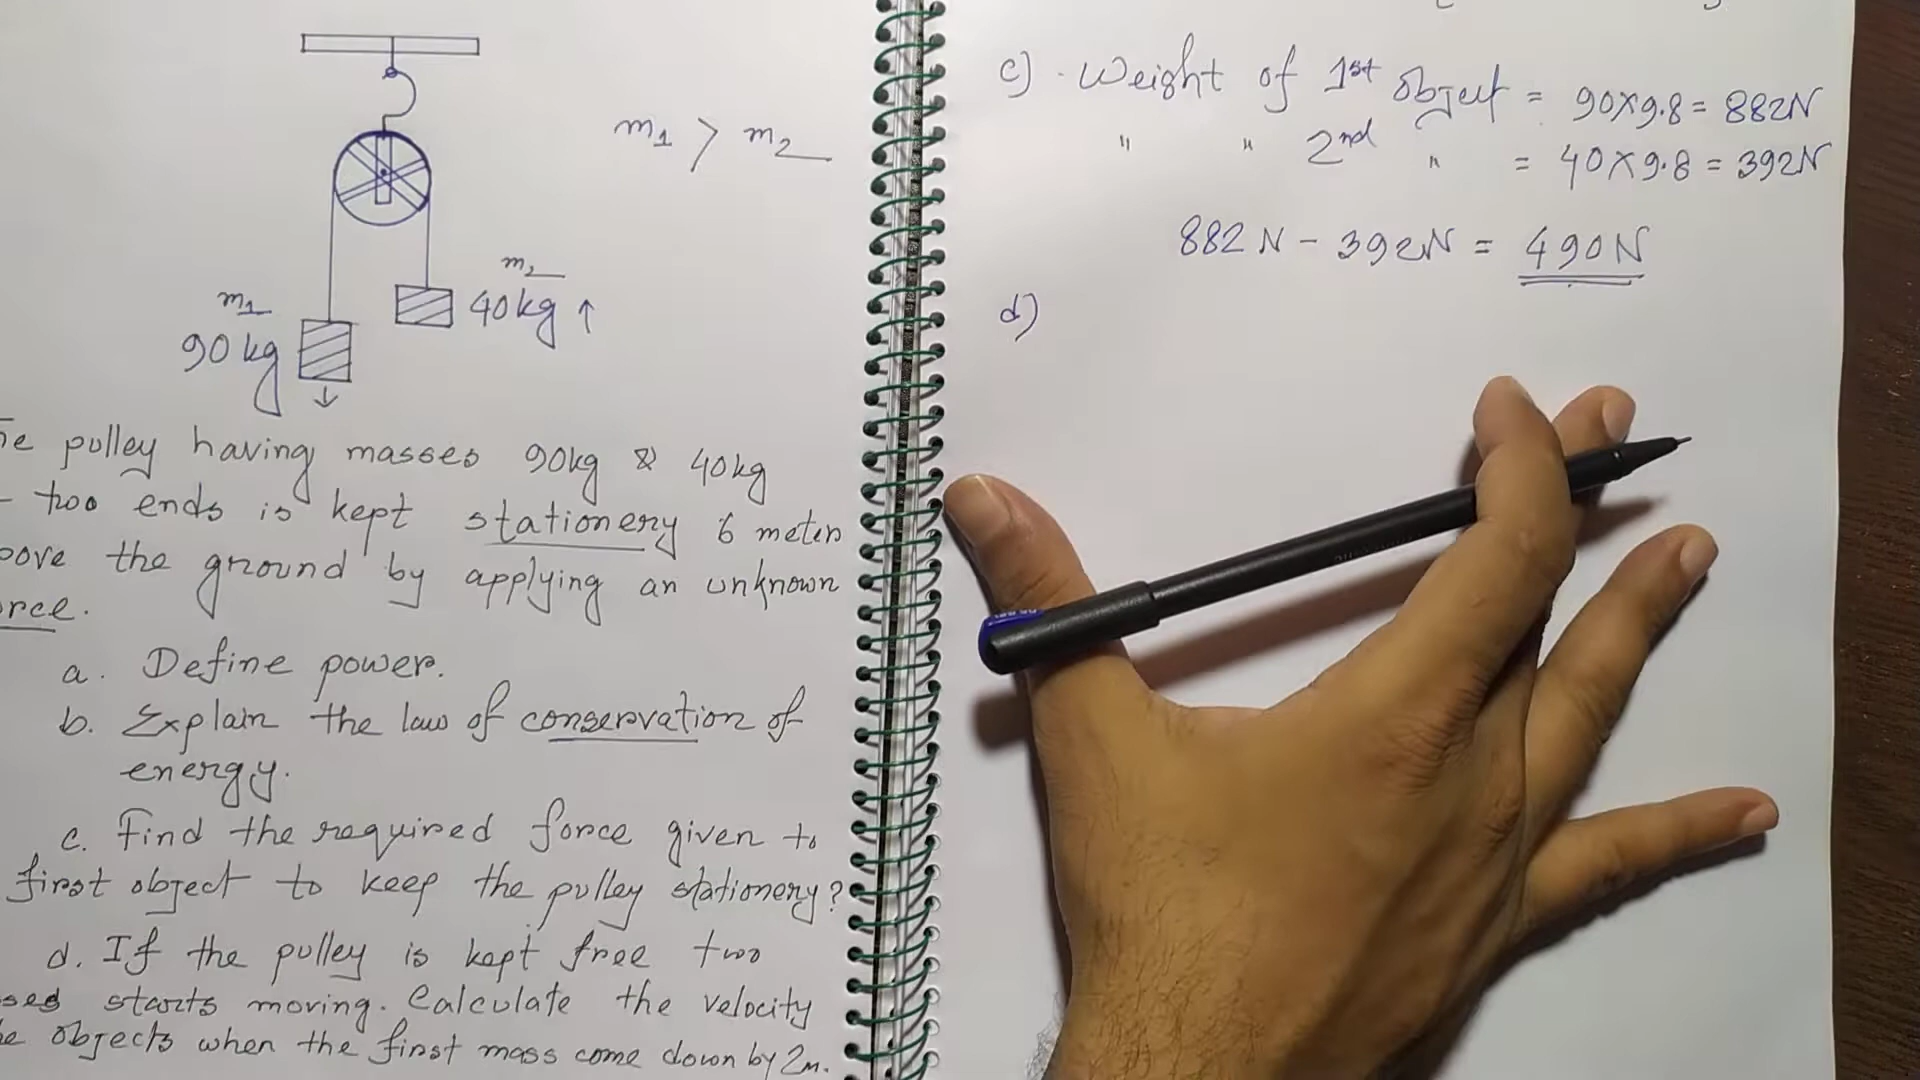 m1 > m2
m2
40kg ↑
m1
90 kg
↓
pulley having masses 90kg & 40kg
two ends is kept stationery 6 meters
the ground by applying an unknown
a. Define power.
b. Explain the law of conservation of
energy.
c. Find the required force given to
first object to keep the pulley stationery?
d. If the pulley is kept free two
starts moving. Calculate the velocity
objects when the first mass come down by 2m.
c) Weight of 1st object = 90×9.8 = 882N
" " 2nd " = 40×9.8 = 392N
882 N - 392N = 490N
d)